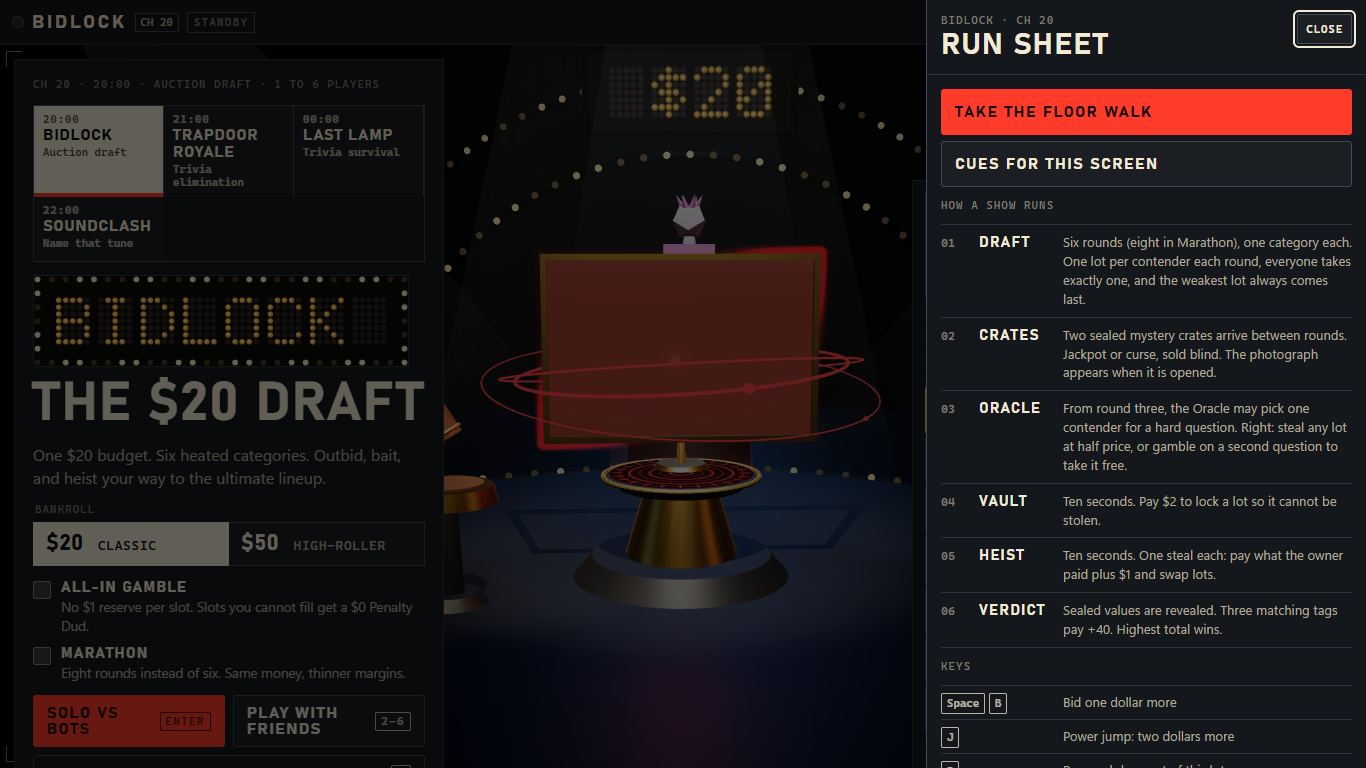 BIDLOCK CH 20 STANDBY
CH 20 · 20:00 · AUCTION DRAFT · 1 TO 6 PLAYERS
20:00
BIDLOCK
Auction draft
21:00
TRAPDOOR
ROYALE
Trivia
elimination
00:00
LAST LAMP
Trivia survival
22:00
SOUNDCLASH
Name that tune
BIDLOCK
THE $20 DRAFT
One $20 budget. Six heated categories. Outbid, bait,
and heist your way to the ultimate lineup.
BANKROLL
$20 CLASSIC
$50 HIGH-ROLLER
ALL-IN GAMBLE
No $1 reserve per slot. Slots you cannot fill get a $0 Penalty
Dud.
MARATHON
Eight rounds instead of six. Same money, thinner margins.
SOLO VS
BOTS
ENTER
PLAY WITH
FRIENDS
2–6
$20
BIDLOCK · CH 20
RUN SHEET
CLOSE
TAKE THE FLOOR WALK
CUES FOR THIS SCREEN
HOW A SHOW RUNS
01 DRAFT Six rounds (eight in Marathon), one category each.
One lot per contender each round, everyone takes
exactly one, and the weakest lot always comes
last.
02 CRATES Two sealed mystery crates arrive between rounds.
Jackpot or curse, sold blind. The photograph
appears when it is opened.
03 ORACLE From round three, the Oracle may pick one
contender for a hard question. Right: steal any lot
at half price, or gamble on a second question to
take it free.
04 VAULT Ten seconds. Pay $2 to lock a lot so it cannot be
stolen.
05 HEIST Ten seconds. One steal each: pay what the owner
paid plus $1 and swap lots.
06 VERDICT Sealed values are revealed. Three matching tags
pay +40. Highest total wins.
KEYS
Space B Bid one dollar more
J Power jump: two dollars more